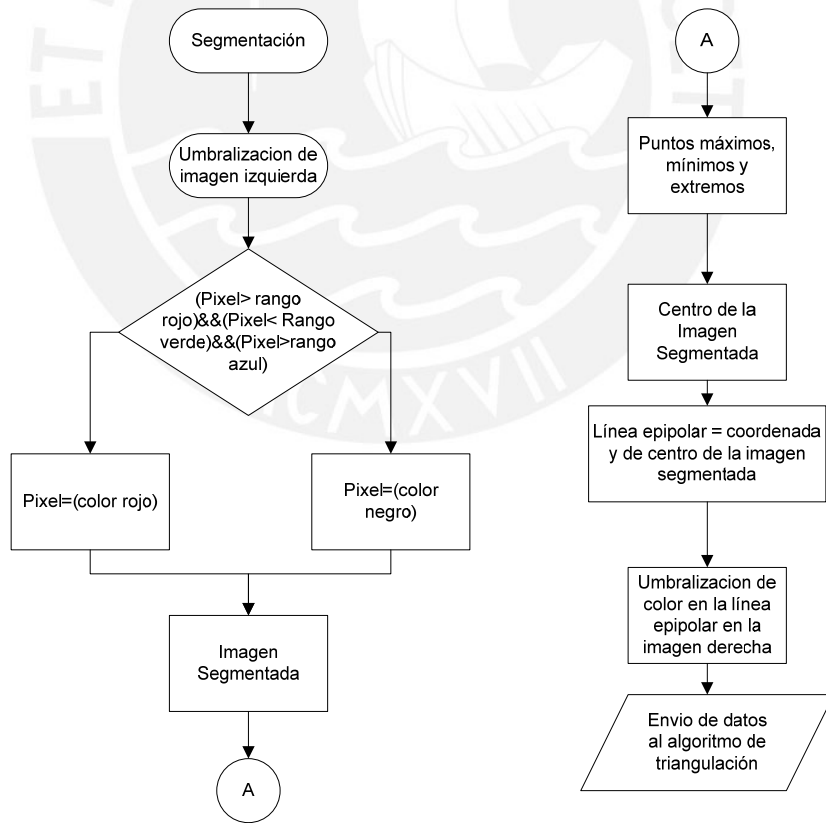 Segmentación
Umbralizacion de
imagen izquierda
(Pixel> rango
rojo)&&(Pixel< Rango
verde)&&(Pixel>rango
azul)
Pixel=(color rojo)
Pixel=(color
negro)
Imagen
Segmentada
A
A
Puntos máximos,
mínimos y
extremos
Centro de la
Imagen
Segmentada
Línea epipolar = coordenada
y de centro de la imagen
segmentada
Umbralizacion de
color en la línea
epipolar en la
imagen derecha
Envio de datos
al algoritmo de
triangulación
ET
MCMXVII